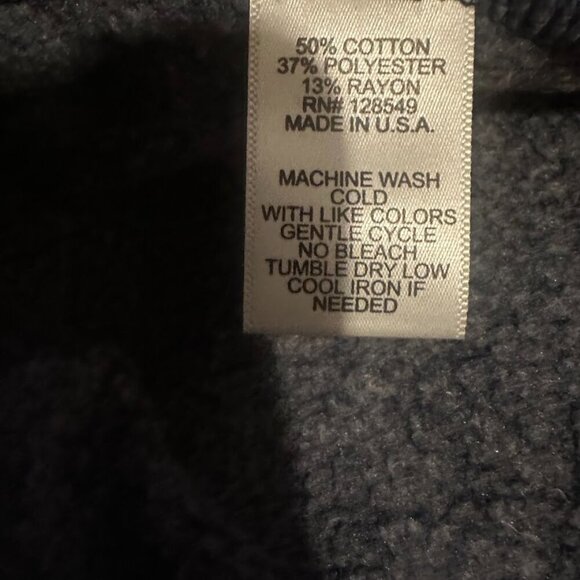 50% COTTON
37% POLYESTER
13% RAYON
RN# 128549
MADE IN U.S.A.
MACHINE WASH
COLD
WITH LIKE COLORS
GENTLE CYCLE
NO BLEACH
TUMBLE DRY LOW
COOL IRON IF
NEEDED